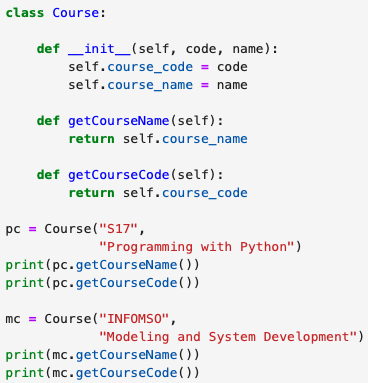 class Course:
    def __init__(self, code, name):
        self.course_code = code
        self.course_name = name
    def getCourseName(self):
        return self.course_name
    def getCourseCode(self):
        return self.course_code
pc = Course("S17",
            "Programming with Python")
print(pc.getCourseName())
print(pc.getCourseCode())
mc = Course("INFOMSO",
            "Modeling and System Development")
print(mc.getCourseName())
print(mc.getCourseCode())